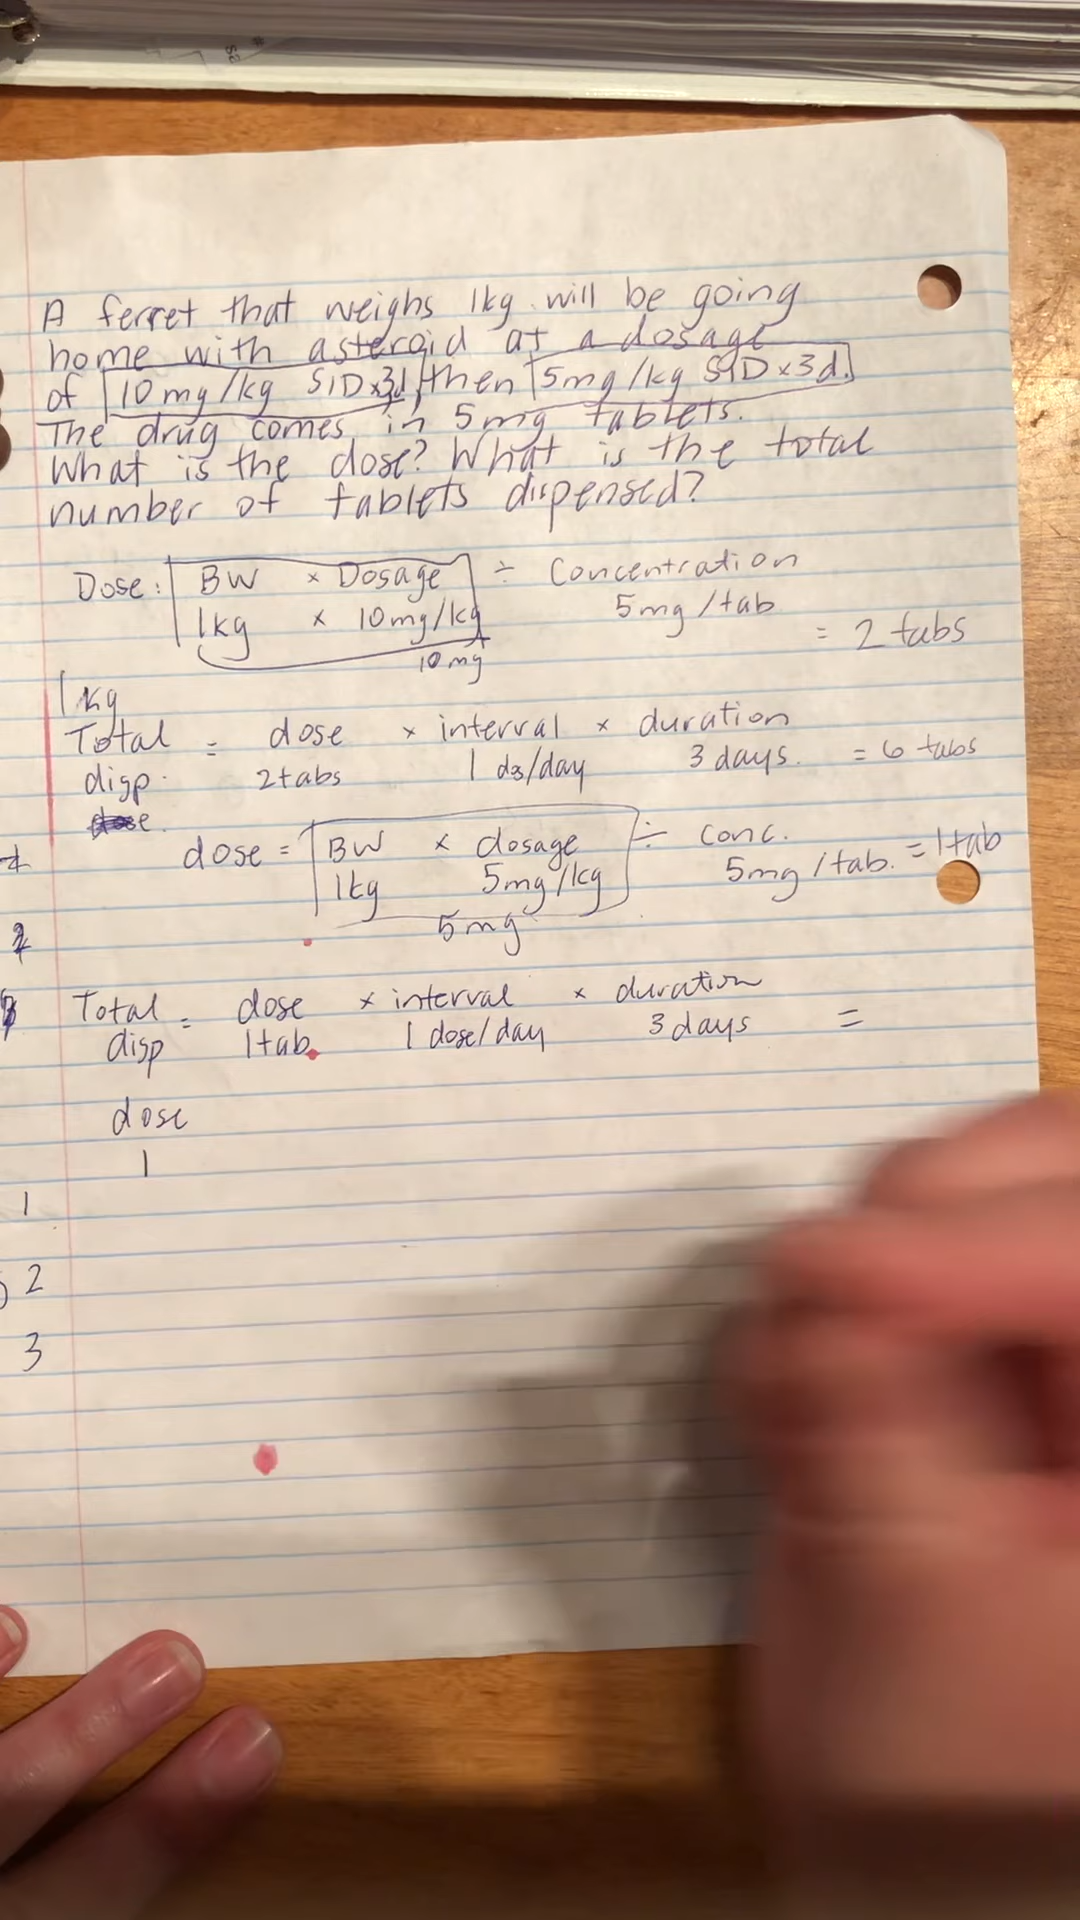 A ferret that weighs 1kg will be going
home with asteroid at a dosage
of 10mg/kg SID x3d, then 5mg/kg SID x3d.
The drug comes in 5mg tablets.
What is the dose? What is the total
number of tablets dispensed?
Dose: BW x Dosage ÷ Concentration
1kg x 10mg/kg 5mg/tab
= 2 tabs
10mg
1kg
Total = dose x interval x duration
disp. 2tabs 1 ds/day 3 days. = 6 tabs
dose = BW x dosage ÷ conc.
1kg 5mg/kg 5mg/tab. = 1tab
5mg
2
Total = dose x interval x duration
disp 1tab. 1 dose/day 3 days =
dose
1
1
2
3